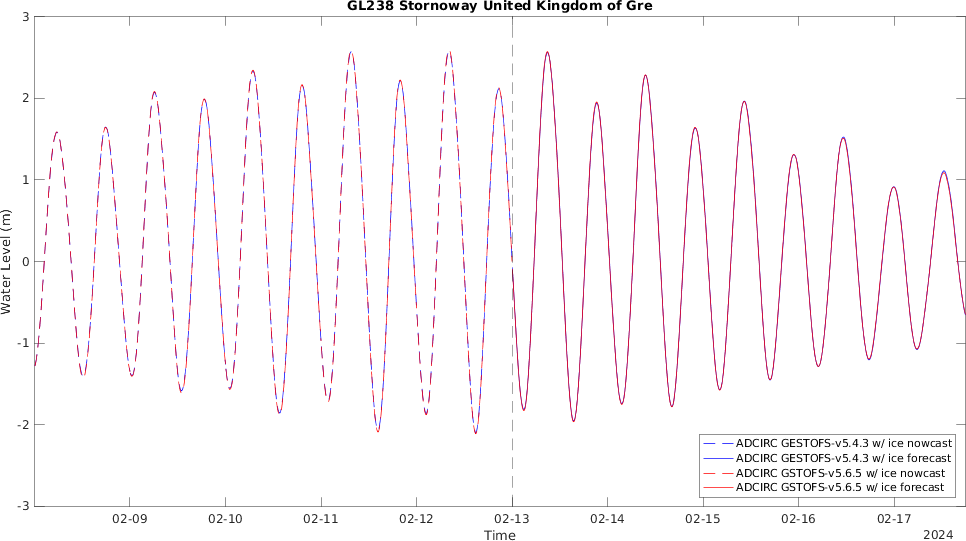 GL238 Stornoway United Kingdom of Gre
3
2
1
0
-1
-2
-3
Water Level (m)
ADCIRC GESTOFS-v5.4.3 w/ ice nowcast
ADCIRC GESTOFS-v5.4.3 w/ ice forecast
ADCIRC GSTOFS-v5.6.5 w/ ice nowcast
ADCIRC GSTOFS-v5.6.5 w/ ice forecast
02-09 02-10 02-11 02-12 02-13 02-14 02-15 02-16 02-17
Time
2024